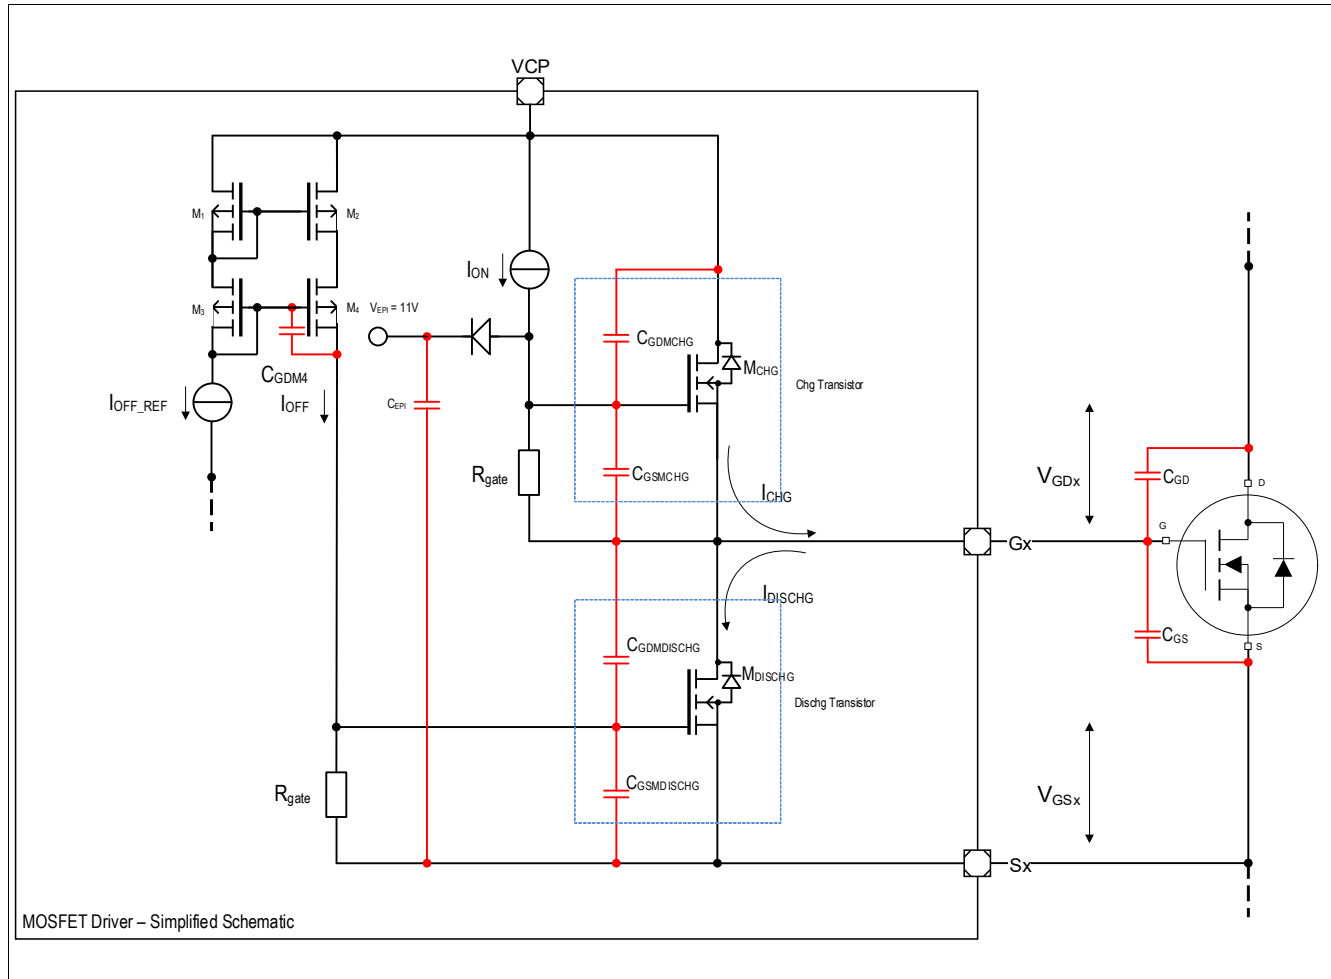 VCP
M1
M2
ION
M3
M4
VEPI = 11V
CGDMCHG
MCHG
Chg Transistor
CGDM4
IOFF_REF
IOFF
CEPI
Rgate
CGSMCHG
ICHG
VGDx
CGD
D
G
Gx
IDISCHG
CGS
S
CGDMDISCHG
MDISCHG
Dischg Transistor
Rgate
CGSMDISCHG
VGSx
Sx
MOSFET Driver – Simplified Schematic